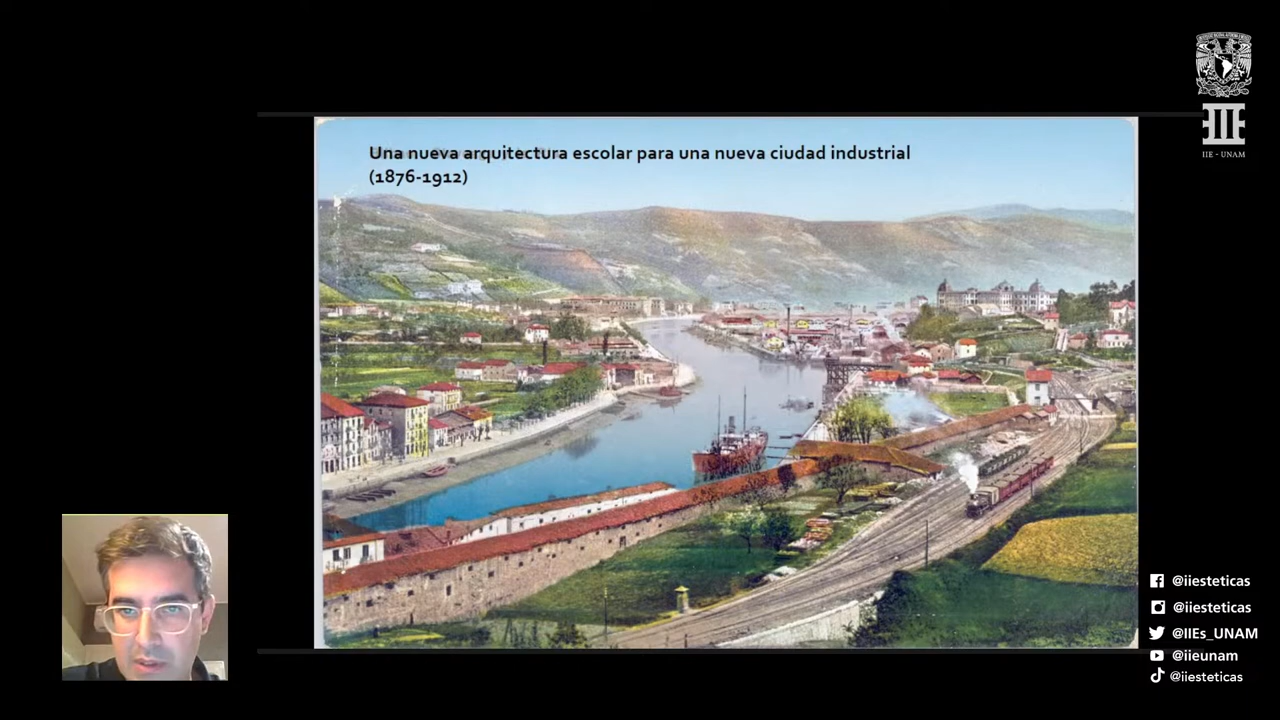 Una nueva arquitectura escolar para una nueva ciudad industrial
(1876-1912)
IIE - UNAM
@iiesteticas
@iiesteticas
@IIEs_UNAM
@iieunam
@iiesteticas